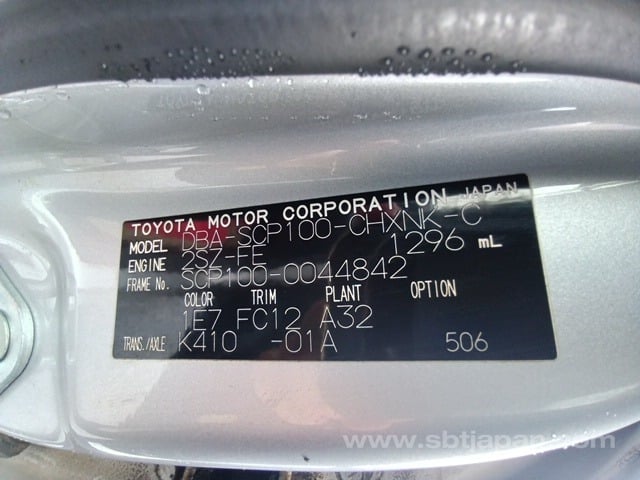 TOYOTA MOTOR CORPORATION JAPAN
MODEL DBA-SCP100-CHXNK-C
ENGINE 2SZ-FE 1296 mL
FRAME No. SCP100-0044842
COLOR TRIM PLANT OPTION
1E7 FC12 A32
TRANS./AXLE K410 -01A 506
www.sbtjapan.com